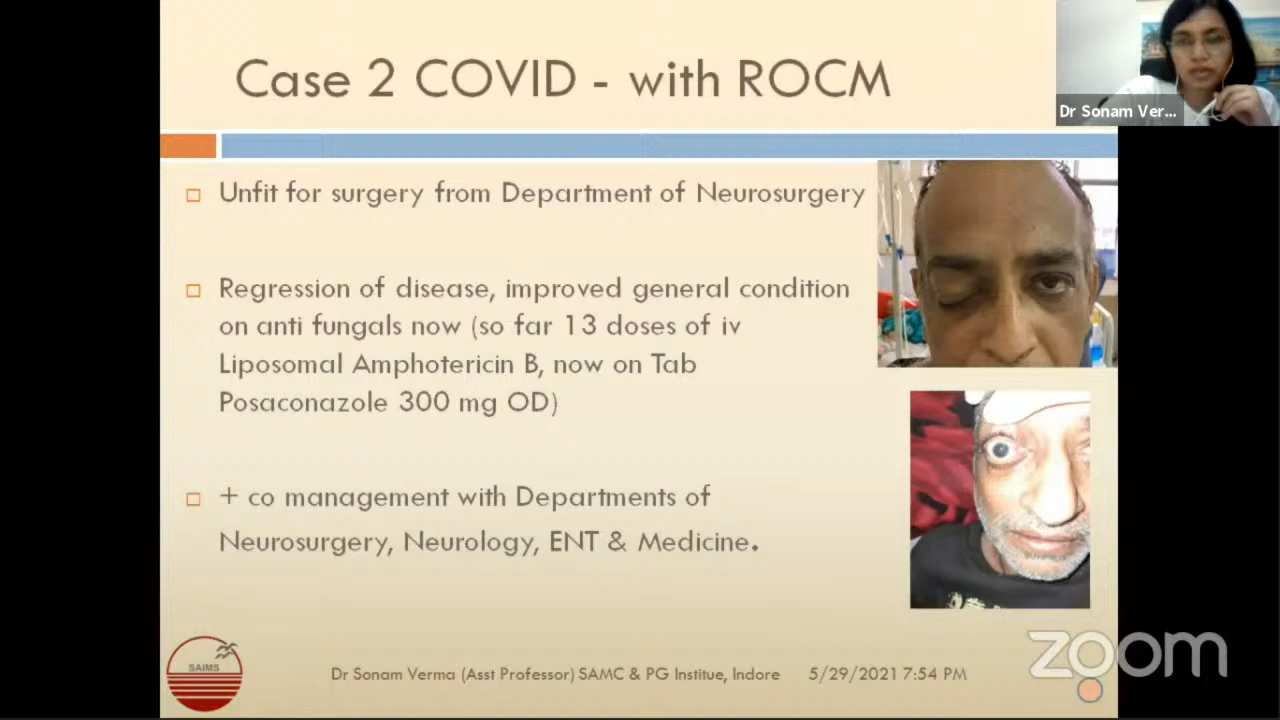 Case 2 COVID - with ROCM
Dr Sonam Ver...
Unfit for surgery from Department of Neurosurgery
Regression of disease, improved general condition
on anti fungals now (so far 13 doses of iv
Liposomal Amphotericin B, now on Tab
Posaconazole 300 mg OD)
+ co management with Departments of
Neurosurgery, Neurology, ENT & Medicine.
SAIMS
Dr Sonam Verma (Asst Professor) SAMC & PG Institue, Indore 5/29/2021 7:54 PM
zoom